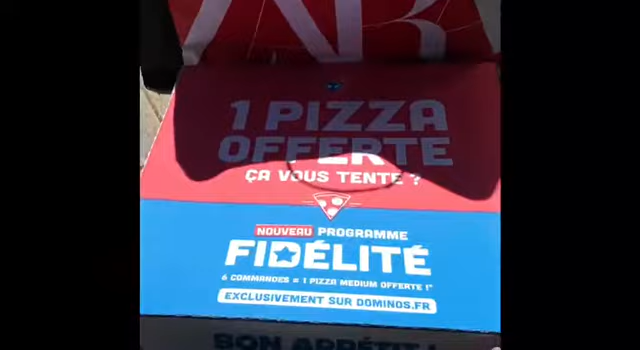 1 PIZZA
OFFERTE
ÇA VOUS TENTE ?
NOUVEAU PROGRAMME
FIDÉLITÉ
6 COMMANDES = 1 PIZZA MEDIUM OFFERTE !*
EXCLUSIVEMENT SUR DOMINOS.FR
BON APPÉTIT !